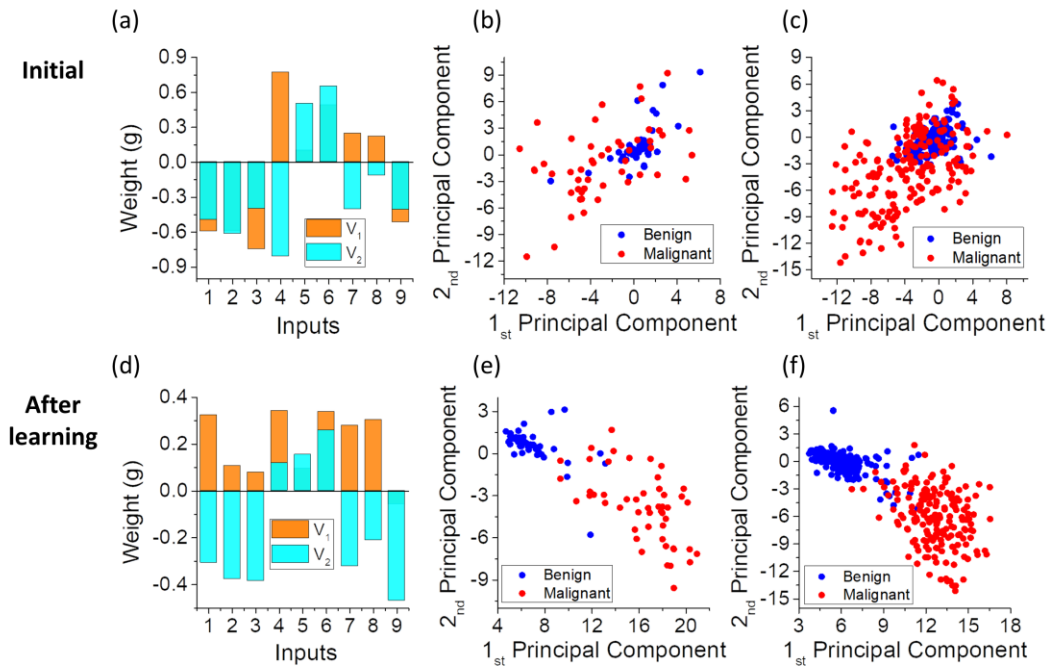 (a)
(b)
(c)
Initial
Weight (g)
0.9
0.6
0.3
0.0
-0.3
-0.6
-0.9
V1
V2
1 2 3 4 5 6 7 8 9
Inputs
2nd Principal Component
9
6
3
0
-3
-6
-9
-12
Benign
Malignant
-12 -8 -4 0 4 8
1st Principal Component
2nd Principal Component
9
6
3
0
-3
-6
-9
-12
-15
Benign
Malignant
-12 -8 -4 0 4 8 12
1st Principal Component
(d)
(e)
(f)
After
learning
Weight (g)
0.4
0.2
0.0
-0.2
-0.4
V1
V2
1 2 3 4 5 6 7 8 9
Inputs
2nd Principal Component
3
0
-3
-6
-9
Benign
Malignant
4 8 12 16 20
1st Principal Component
2nd Principal Component
6
3
0
-3
-6
-9
-12
-15
Benign
Malignant
3 6 9 12 15 18
1st Principal Component